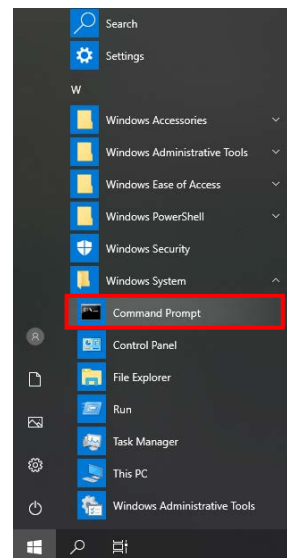 Search
Settings
W
Windows Accessories
Windows Administrative Tools
Windows Ease of Access
Windows PowerShell
Windows Security
Windows System
Command Prompt
Control Panel
File Explorer
Run
Task Manager
This PC
Windows Administrative Tools